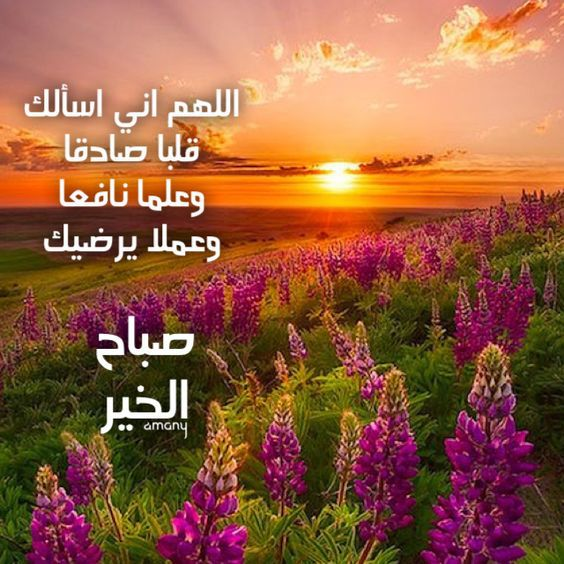 اللهم اني اسألك
قلبا صادقا
وعلما نافعا
وعملا يرضيك
صباح
الخير
amany